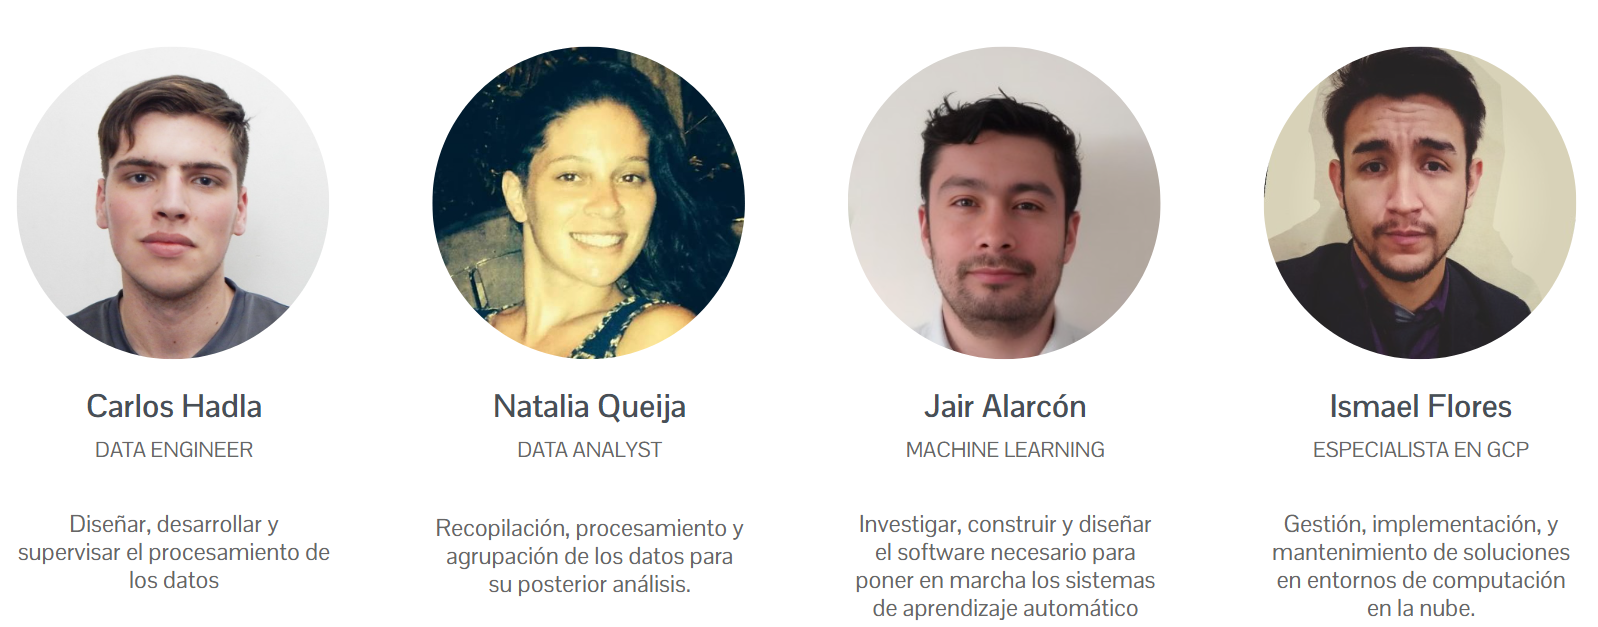 Carlos Hadla
DATA ENGINEER
Diseñar, desarrollar y
supervisar el procesamiento de
los datos
Natalia Queija
DATA ANALYST
Recopilación, procesamiento y
agrupación de los datos para
su posterior análisis.
Jair Alarcón
MACHINE LEARNING
Investigar, construir y diseñar
el software necesario para
poner en marcha los sistemas
de aprendizaje automático
Ismael Flores
ESPECIALISTA EN GCP
Gestión, implementación, y
mantenimiento de soluciones
en entornos de computación
en la nube.